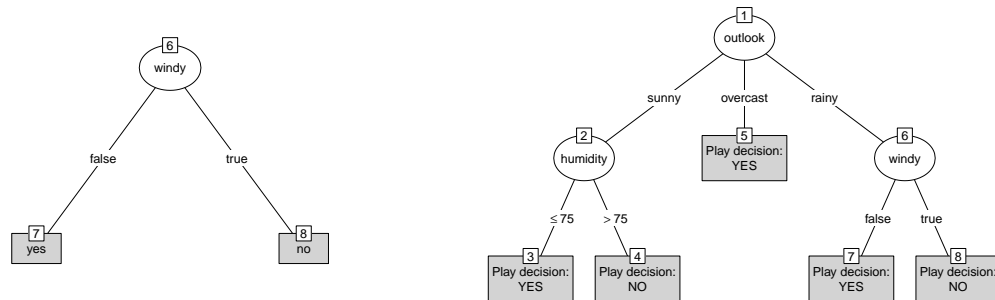 6
windy
false
true
7
yes
8
no
1
outlook
sunny
overcast
rainy
2
humidity
5
Play decision:
YES
6
windy
≤ 75
> 75
false
true
3
Play decision:
YES
4
Play decision:
NO
7
Play decision:
YES
8
Play decision:
NO